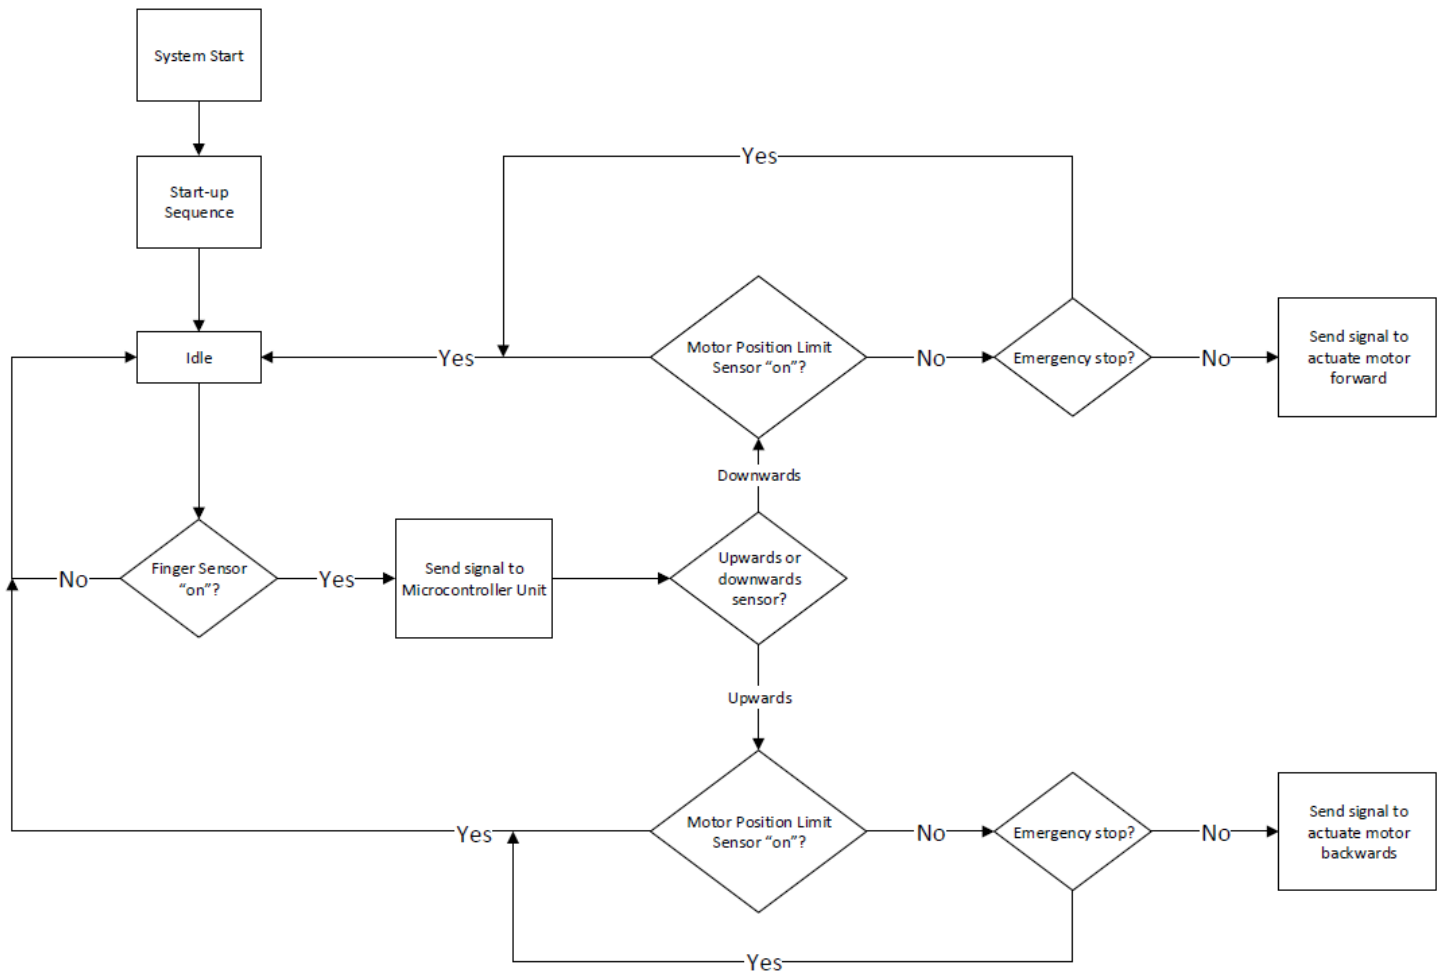 System Start
Start-up
Sequence
Yes
Idle
Yes
Motor Position Limit
Sensor “on”?
No
Emergency stop?
No
Send signal to
actuate motor
forward
Downwards
No
Finger Sensor
“on”?
Yes
Send signal to
Microcontroller Unit
Upwards or
downwards
sensor?
Upwards
Yes
Motor Position Limit
Sensor “on”?
No
Emergency stop?
No
Send signal to
actuate motor
backwards
Yes